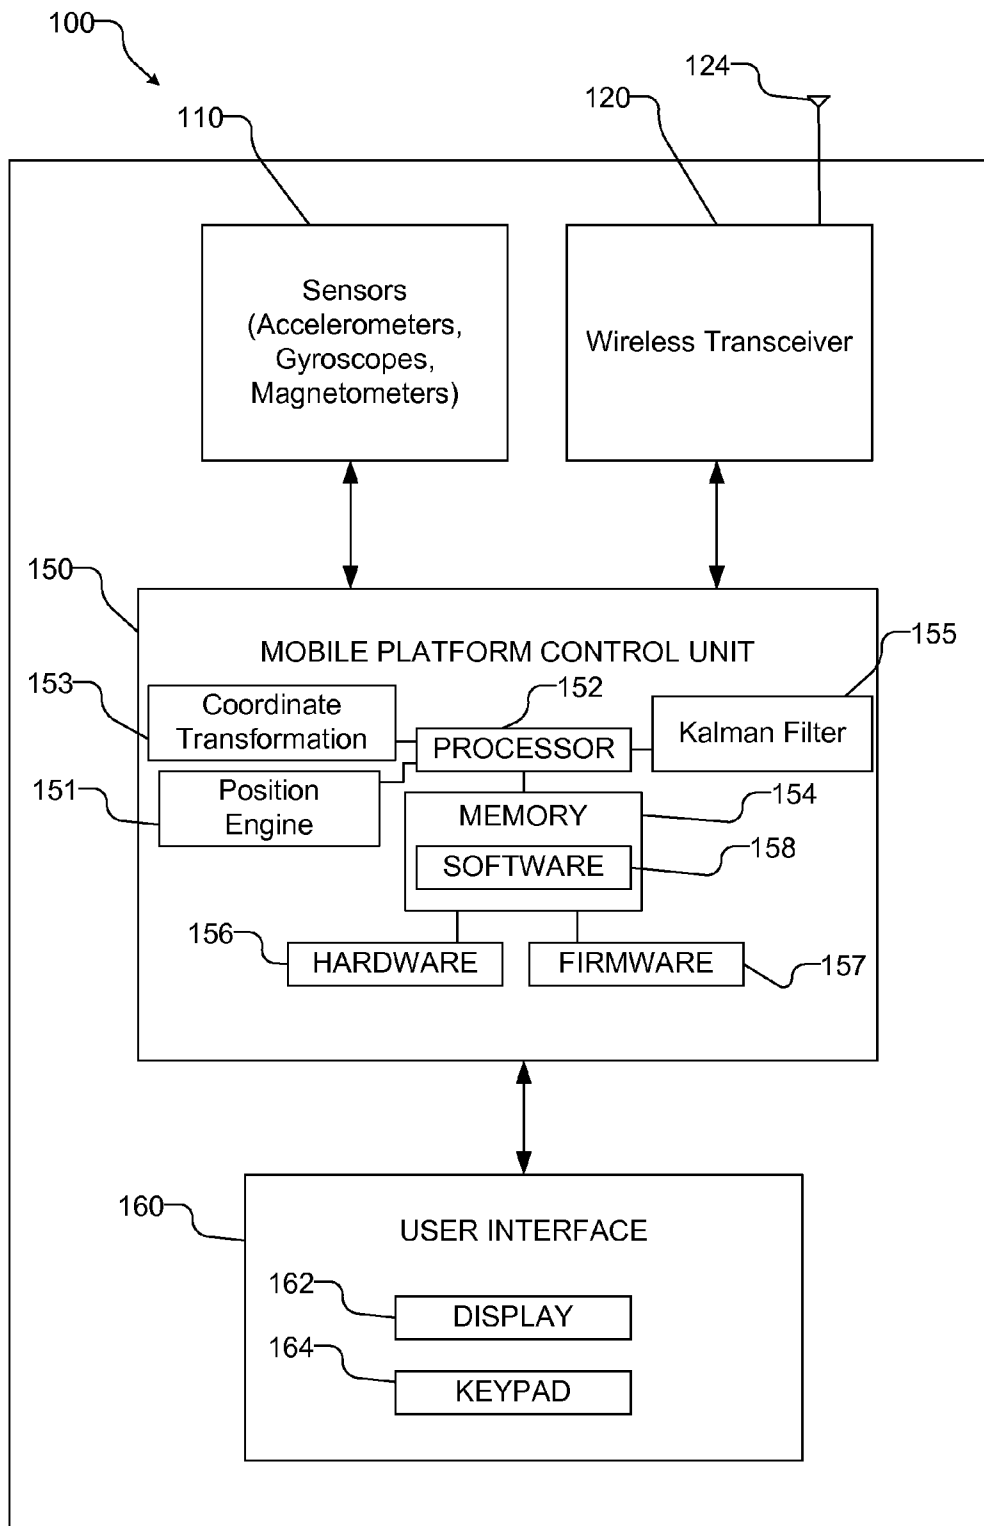 100
124
110
120
Sensors
(Accelerometers,
Gyroscopes,
Magnetometers)
Wireless Transceiver
150
MOBILE PLATFORM CONTROL UNIT
155
153
Coordinate
Transformation
152
PROCESSOR
Kalman Filter
151
Position
Engine
MEMORY
154
SOFTWARE
158
156
HARDWARE
FIRMWARE
157
160
USER INTERFACE
162
DISPLAY
164
KEYPAD